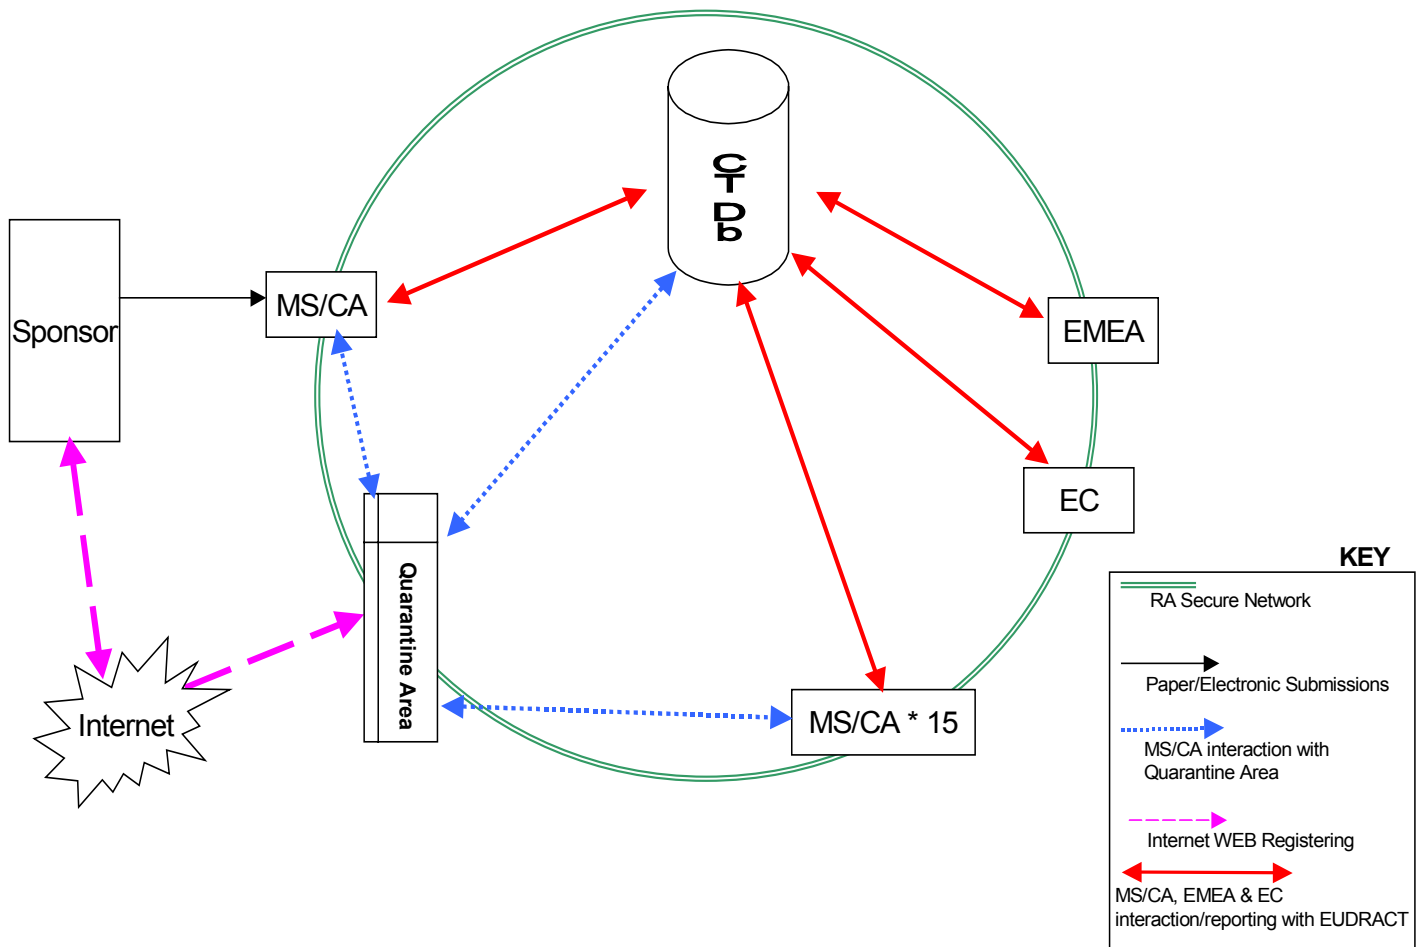 CT Db
Sponsor
MS/CA
EMEA
EC
Quarantine Area
Internet
MS/CA * 15
KEY
RA Secure Network
Paper/Electronic Submissions
MS/CA interaction with
Quarantine Area
Internet WEB Registering
MS/CA, EMEA & EC
interaction/reporting with EUDRACT